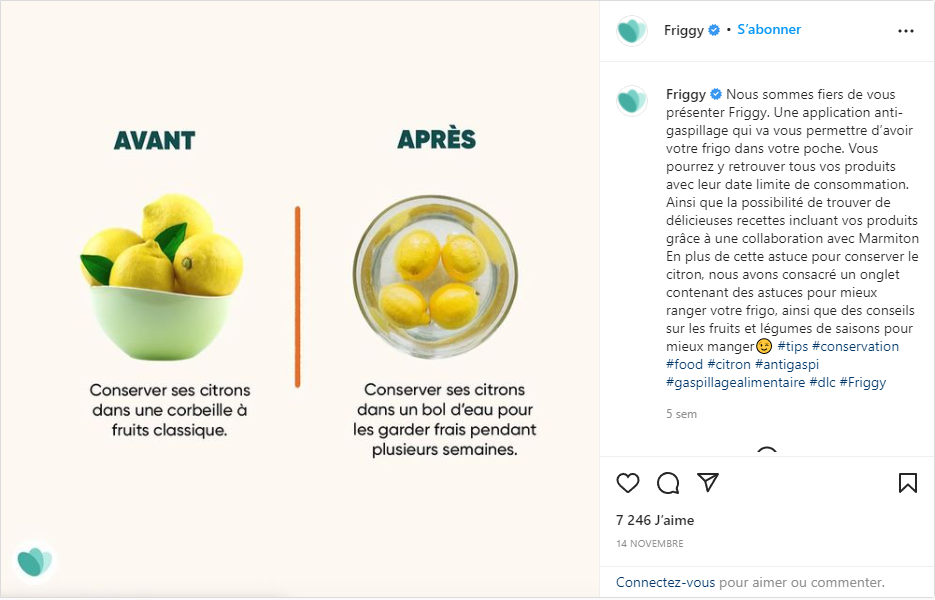 AVANT
APRÈS
Conserver ses citrons
dans une corbeille à
fruits classique.
Conserver ses citrons
dans un bol d'eau pour
les garder frais pendant
plusieurs semaines.
Friggy • S'abonner
Friggy Nous sommes fiers de vous
présenter Friggy. Une application anti-
gaspillage qui va vous permettre d'avoir
votre frigo dans votre poche. Vous
pourrez y retrouver tous vos produits
avec leur date limite de consommation.
Ainsi que la possibilité de trouver de
délicieuses recettes incluant vos produits
grâce à une collaboration avec Marmiton
En plus de cette astuce pour conserver le
citron, nous avons consacré un onglet
contenant des astuces pour mieux
ranger votre frigo, ainsi que des conseils
sur les fruits et légumes de saisons pour
mieux manger😉 #tips #conservation
#food #citron #antigaspi
#gaspillagealimentaire #dlc #Friggy
5 sem
7 246 J'aime
14 NOVEMBRE
Connectez-vous pour aimer ou commenter.